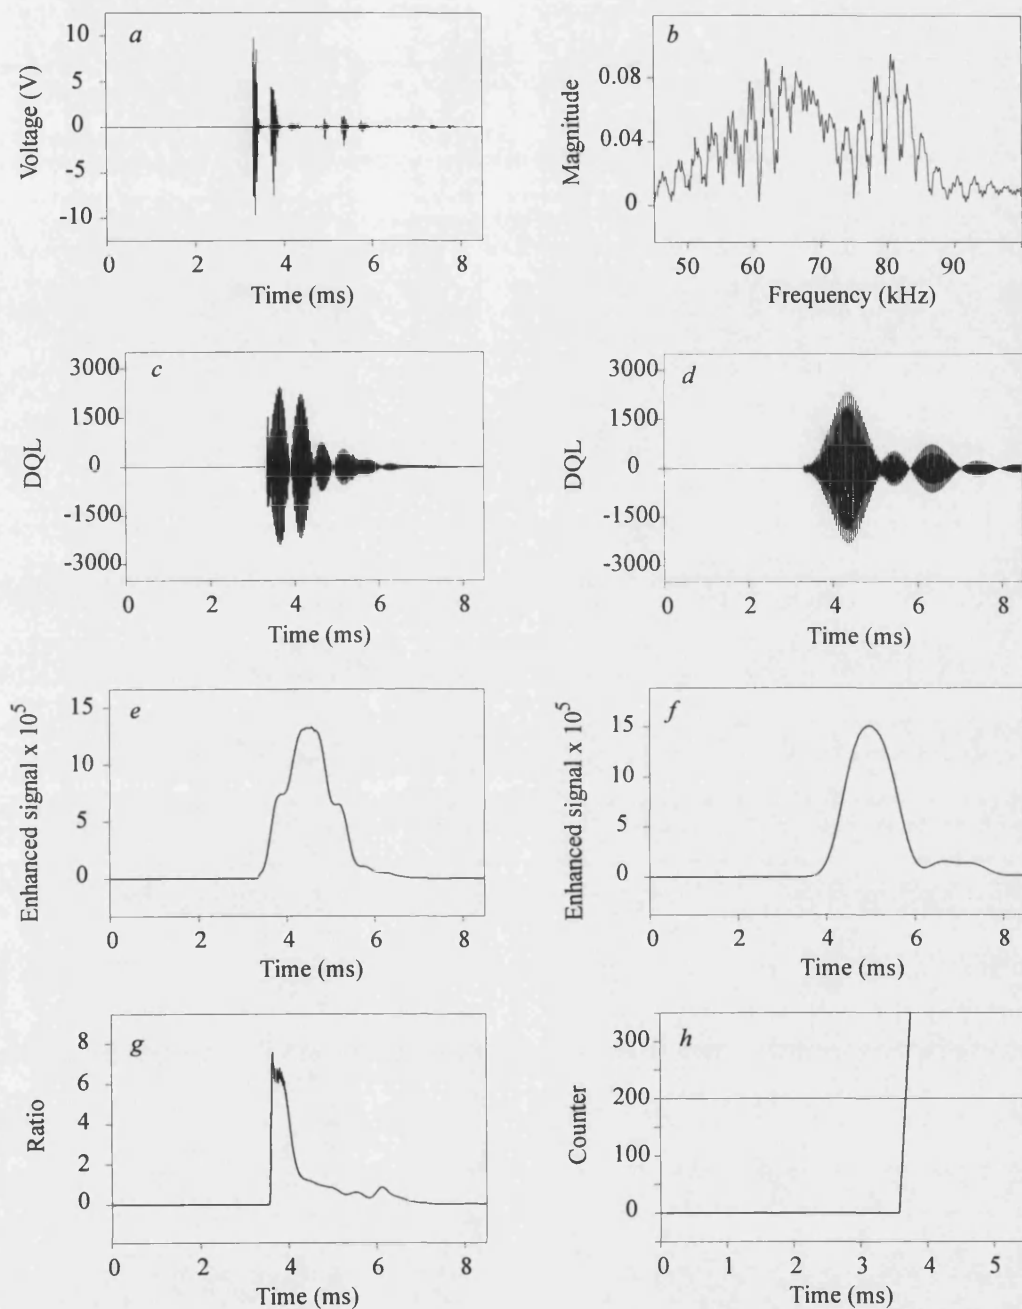 a
10
5
0
-5
-10
Voltage (V)
0 2 4 6 8
Time (ms)
b
0.08
0.04
0
Magnitude
50 60 70 80 90
Frequency (kHz)
c
3000
1500
0
-1500
-3000
DQL
0 2 4 6 8
Time (ms)
d
3000
1500
0
-1500
-3000
DQL
0 2 4 6 8
Time (ms)
e
15
10
5
0
Enhanced signal x 10^5
0 2 4 6 8
Time (ms)
f
15
10
5
0
Enhanced signal x 10^5
0 2 4 6 8
Time (ms)
g
8
6
4
2
0
Ratio
0 2 4 6 8
Time (ms)
h
300
200
100
0
Counter
0 1 2 3 4 5
Time (ms)